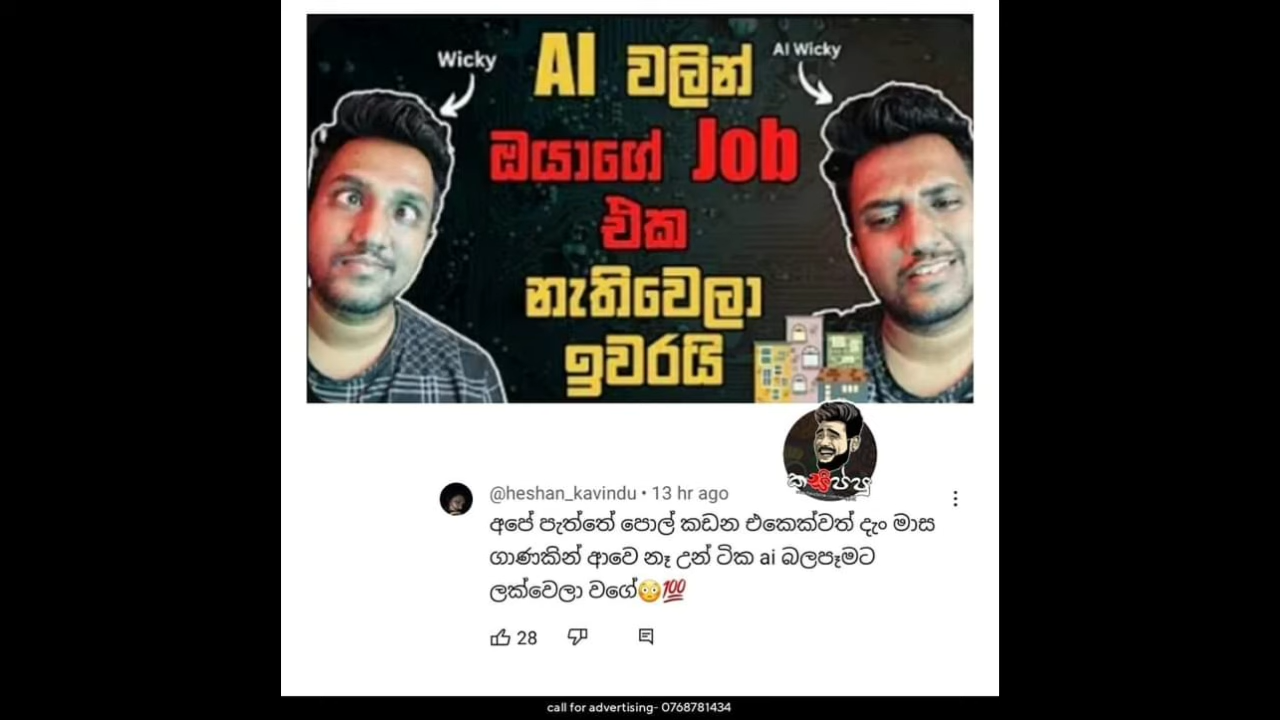 Wicky
AI Wicky
AI වලින්
ඔයාගේ Job
එක
නැතිවෙලා
ඉවරයි
කසිප්පු
@heshan_kavindu • 13 hr ago
අපේ පැත්තේ පොල් කඩන එකෙක්වත් දැං මාස
ගාණකින් ආවෙ නෑ උන් ටික ai බලපෑමට
ලක්වෙලා වගේ😳💯
28
call for advertising- 0768781434